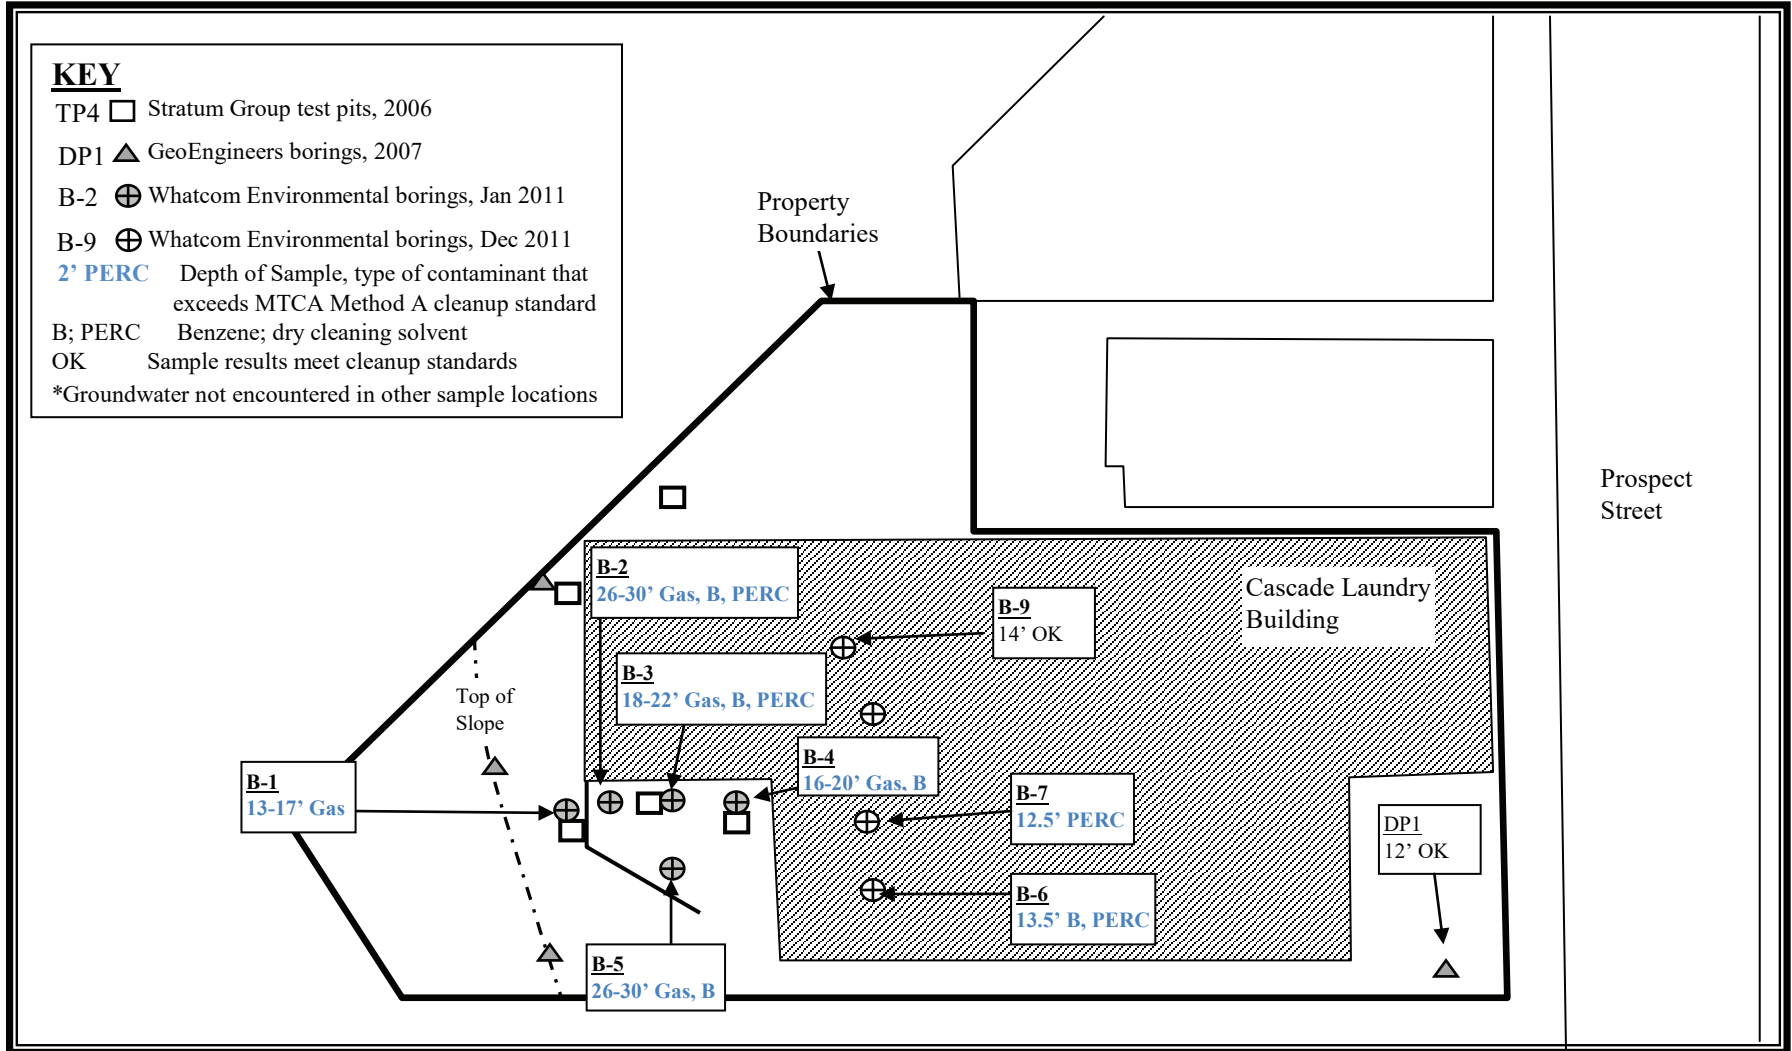 KEY
TP4 Stratum Group test pits, 2006
DP1 GeoEngineers borings, 2007
B-2 Whatcom Environmental borings, Jan 2011
B-9 Whatcom Environmental borings, Dec 2011
2’ PERC Depth of Sample, type of contaminant that
exceeds MTCA Method A cleanup standard
B; PERC Benzene; dry cleaning solvent
OK Sample results meet cleanup standards
*Groundwater not encountered in other sample locations
Property
Boundaries
Prospect
Street
Cascade Laundry
Building
B-2
26-30’ Gas, B, PERC
B-9
14’ OK
B-3
18-22’ Gas, B, PERC
Top of
Slope
B-4
16-20’ Gas, B
B-1
13-17’ Gas
B-7
12.5’ PERC
DP1
12’ OK
B-6
13.5’ B, PERC
B-5
26-30’ Gas, B